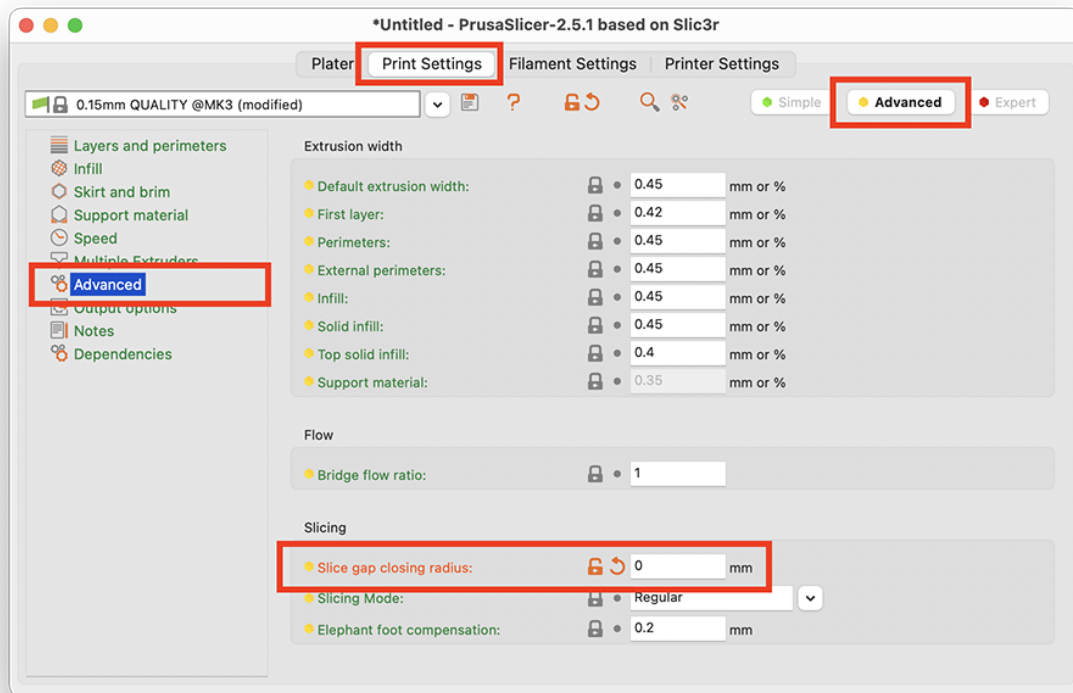 *Untitled - PrusaSlicer-2.5.1 based on Slic3r
Plater Print Settings Filament Settings Printer Settings
0.15mm QUALITY @MK3 (modified) ? Simple Advanced Expert
Layers and perimeters
Infill
Skirt and brim
Support material
Speed
Multiple Extruders
Advanced
Output options
Notes
Dependencies
Extrusion width
Default extrusion width: 0.45 mm or %
First layer: 0.42 mm or %
Perimeters: 0.45 mm or %
External perimeters: 0.45 mm or %
Infill: 0.45 mm or %
Solid infill: 0.45 mm or %
Top solid infill: 0.4 mm or %
Support material: 0.35 mm or %
Flow
Bridge flow ratio: 1
Slicing
Slice gap closing radius: 0 mm
Slicing Mode: Regular
Elephant foot compensation: 0.2 mm